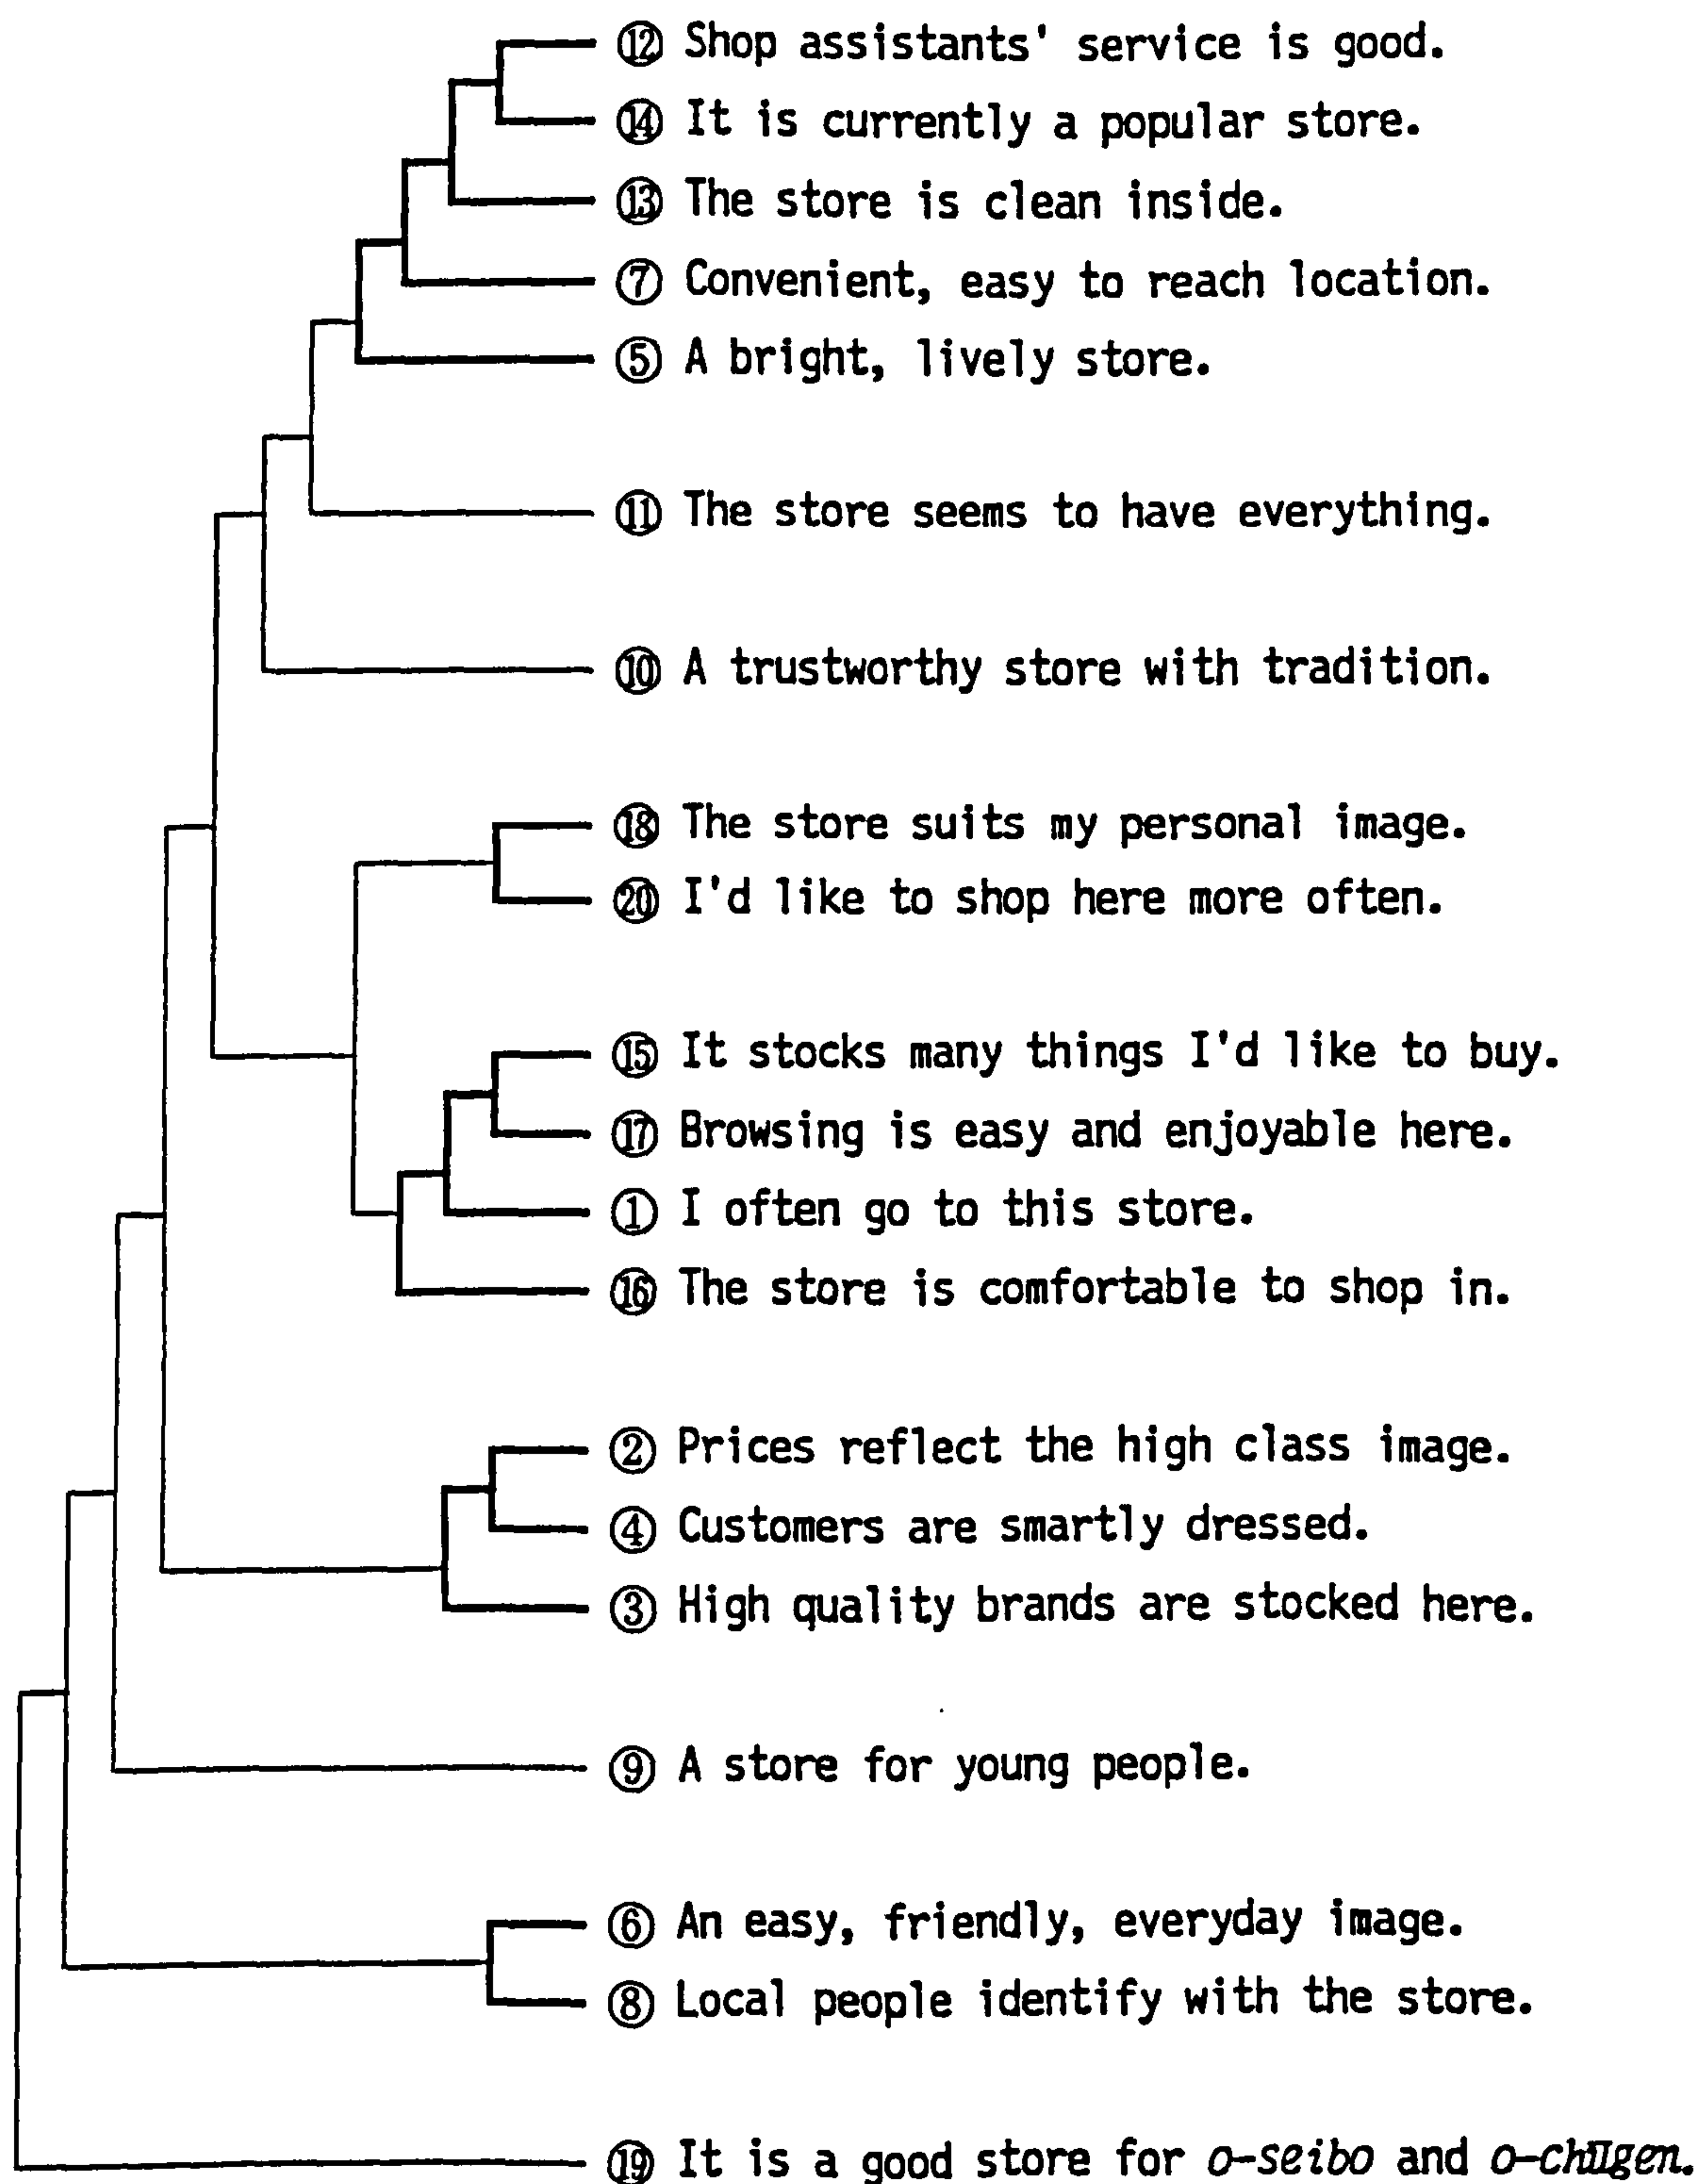 ⑫ Shop assistants' service is good.
⑭ It is currently a popular store.
⑬ The store is clean inside.
⑦ Convenient, easy to reach location.
⑤ A bright, lively store.
⑪ The store seems to have everything.
⑩ A trustworthy store with tradition.
⑱ The store suits my personal image.
⑳ I'd like to shop here more often.
⑮ It stocks many things I'd like to buy.
⑰ Browsing is easy and enjoyable here.
① I often go to this store.
⑯ The store is comfortable to shop in.
② Prices reflect the high class image.
④ Customers are smartly dressed.
③ High quality brands are stocked here.
⑨ A store for young people.
⑥ An easy, friendly, everyday image.
⑧ Local people identify with the store.
⑲ It is a good store for o-seibo and o-chūgen.